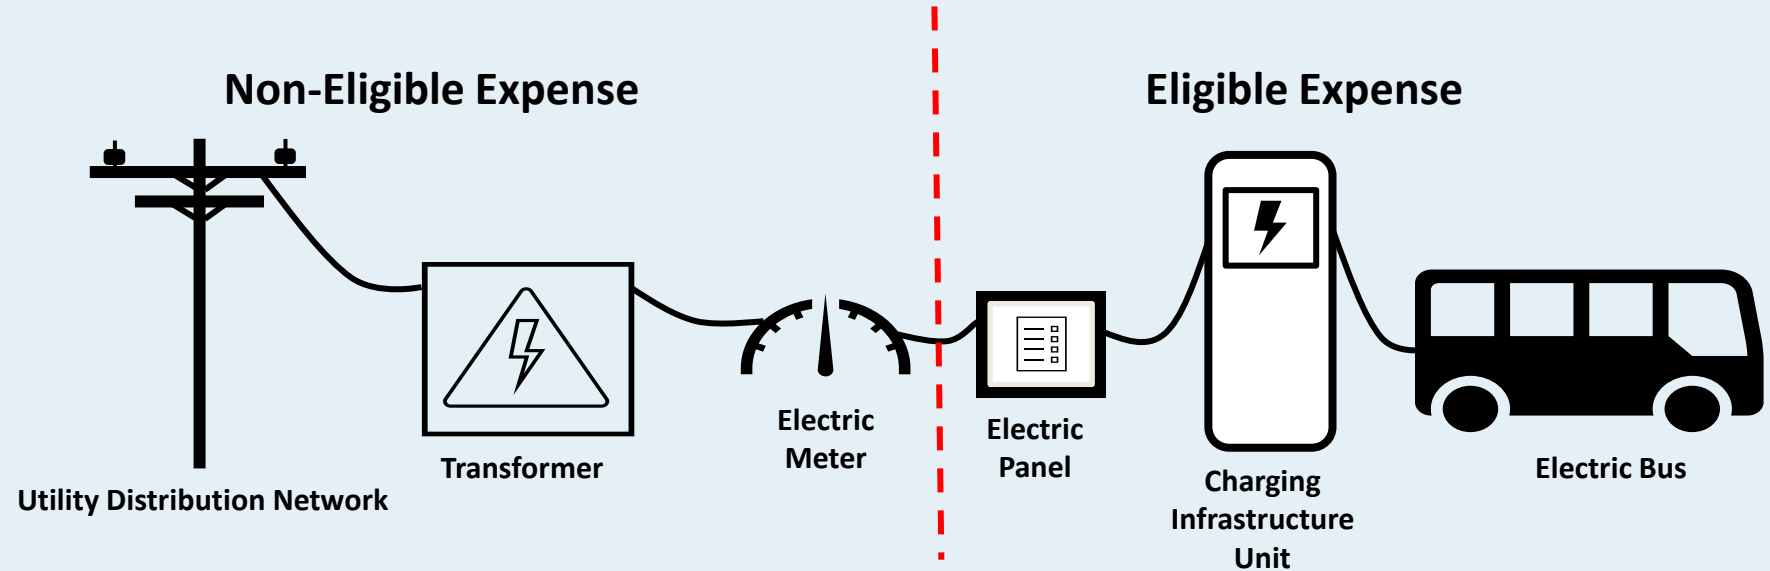 Non-Eligible Expense
Eligible Expense
Utility Distribution Network
Transformer
Electric
Meter
Electric
Panel
Charging
Infrastructure
Unit
Electric Bus